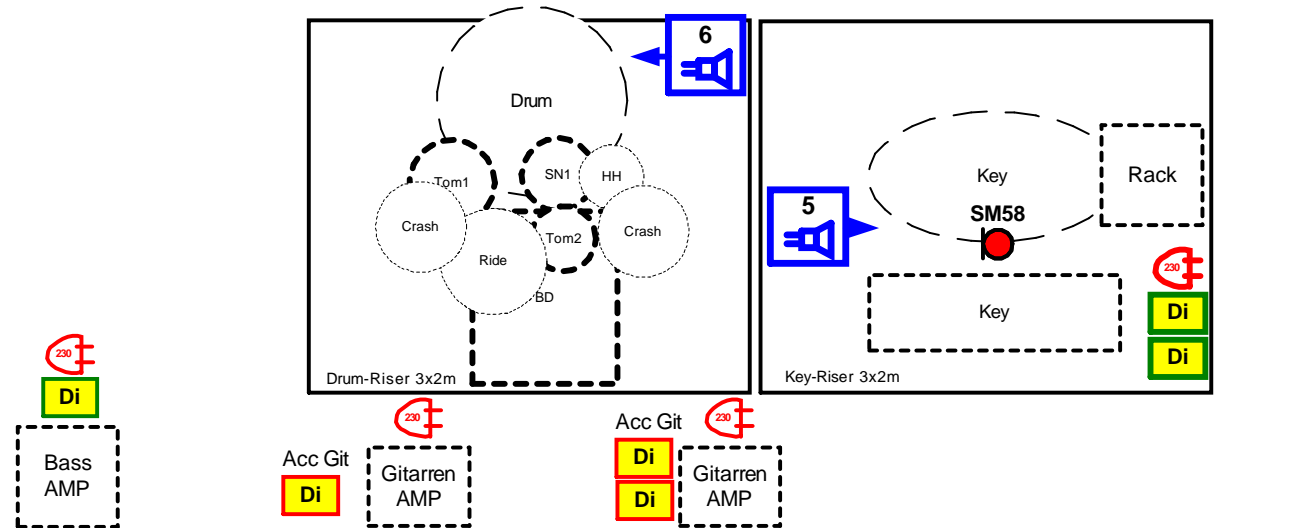 6
Drum
Tom1
SN1
HH
Crash
Ride
Tom2
Crash
BD
Drum-Riser 3x2m
Key
Rack
SM58
5
Key
230
Di
Di
Key-Riser 3x2m
230
Di
Bass
AMP
Acc Git
Di
230
Gitarren
AMP
Acc Git
Di
Di
230
Gitarren
AMP